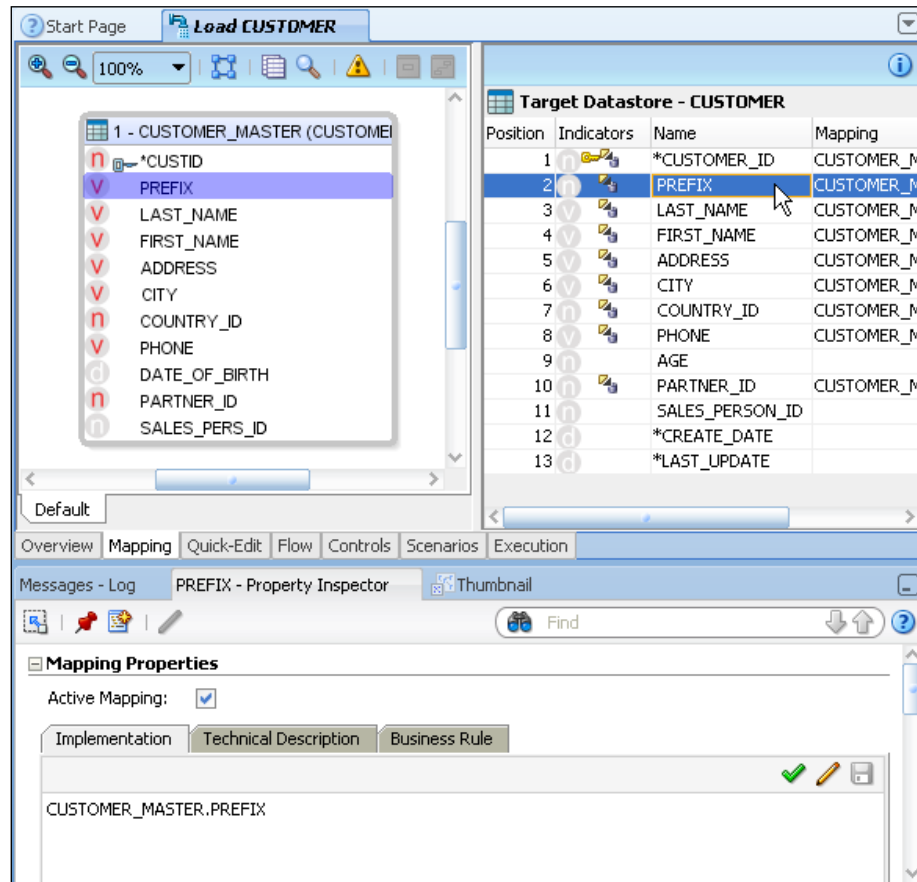 Start Page Load CUSTOMER
100%
1 - CUSTOMER_MASTER (CUSTOME
n *CUSTID
v PREFIX
v LAST_NAME
v FIRST_NAME
v ADDRESS
v CITY
n COUNTRY_ID
v PHONE
d DATE_OF_BIRTH
n PARTNER_ID
n SALES_PERS_ID
Default
Target Datastore - CUSTOMER
Position Indicators Name Mapping
1 n *CUSTOMER_ID CUSTOMER_M
2 n PREFIX CUSTOMER_M
3 v LAST_NAME CUSTOMER_M
4 v FIRST_NAME CUSTOMER_M
5 v ADDRESS CUSTOMER_M
6 v CITY CUSTOMER_M
7 n COUNTRY_ID CUSTOMER_M
8 v PHONE CUSTOMER_M
9 n AGE
10 n PARTNER_ID CUSTOMER_M
11 n SALES_PERSON_ID
12 d *CREATE_DATE
13 d *LAST_UPDATE
Overview Mapping Quick-Edit Flow Controls Scenarios Execution
Messages - Log PREFIX - Property Inspector Thumbnail
Find
Mapping Properties
Active Mapping:
Implementation Technical Description Business Rule
CUSTOMER_MASTER.PREFIX